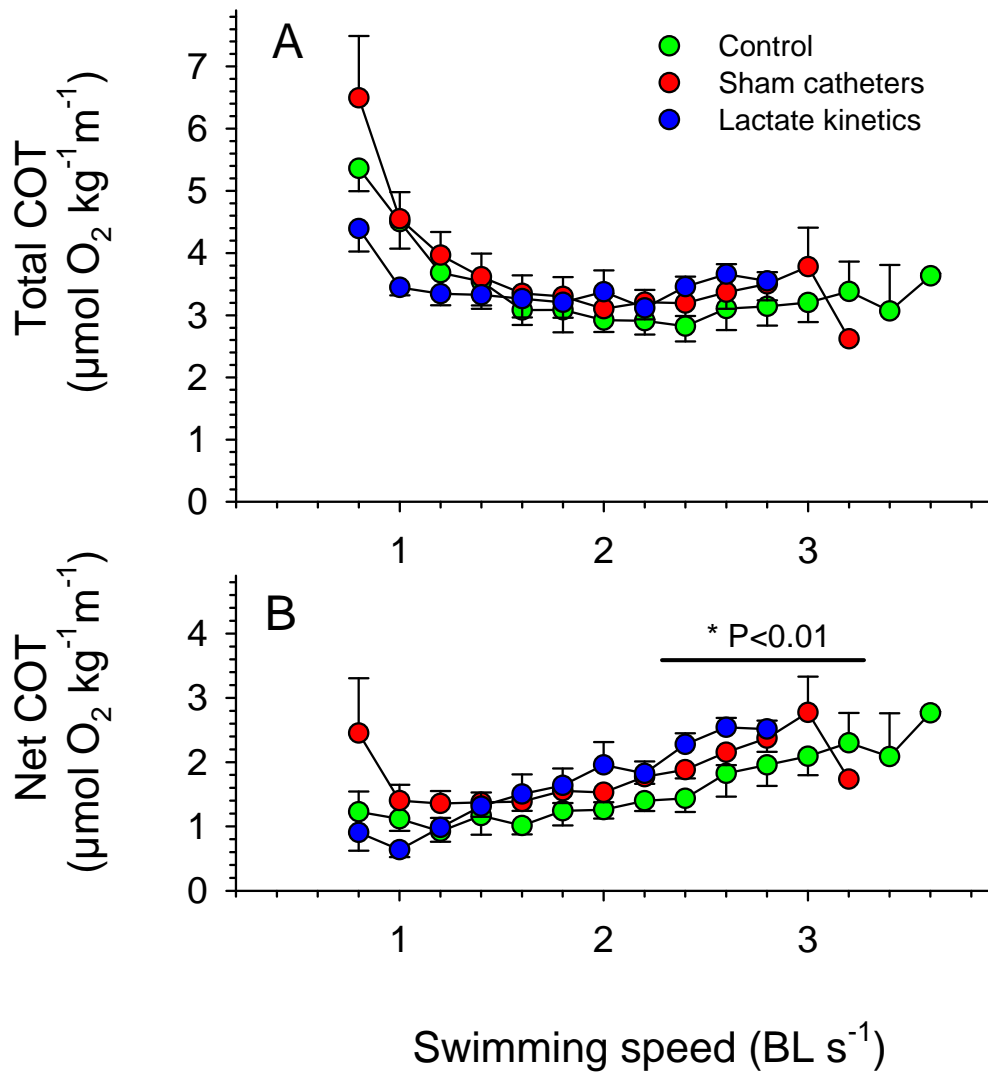 A
Control
Sham catheters
Lactate kinetics
Total COT
(µmol O₂ kg⁻¹m⁻¹)
7
6
5
4
3
2
1
0
1 2 3
B
* P<0.01
Net COT
(µmol O₂ kg⁻¹m⁻¹)
4
3
2
1
0
1 2 3
Swimming speed (BL s⁻¹)